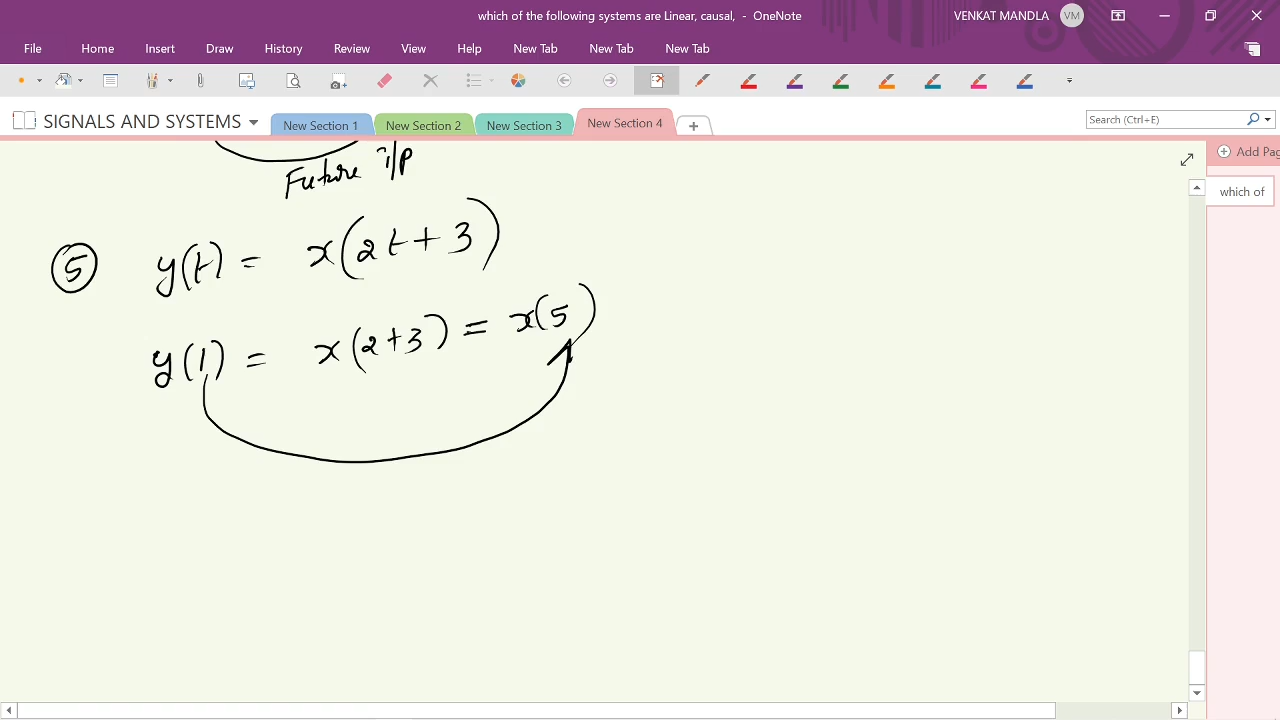 which of the following systems are Linear, causal, - OneNote
VENKAT MANDLA VM
File Home Insert Draw History Review View Help New Tab New Tab New Tab
SIGNALS AND SYSTEMS New Section 1 New Section 2 New Section 3 New Section 4 Search (Ctrl+E)
Add Pag
which of
Future i/p
5 y(t) = x(2t+3)
y(1) = x(2+3) = x(5)